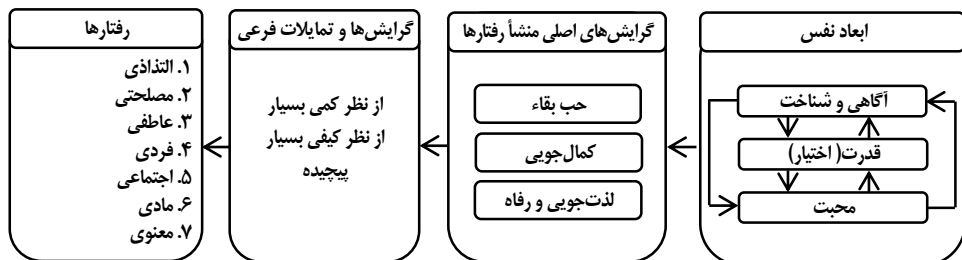 ابعاد نفس
آگاهی و شناخت
قدرت( اختیار)
محبت
گرایش‌های اصلی منشأ رفتارها
حب بقاء
کمال‌جویی
لذت‌جویی و رفاه
گرایش‌ها و تمایلات فرعی
از نظر کمی بسیار
از نظر کیفی بسیار
پیچیده
رفتارها
۱. التذاذی
۲. مصلحتی
۳. عاطفی
۴. فردی
۵. اجتماعی
۶. مادی
۷. معنوی